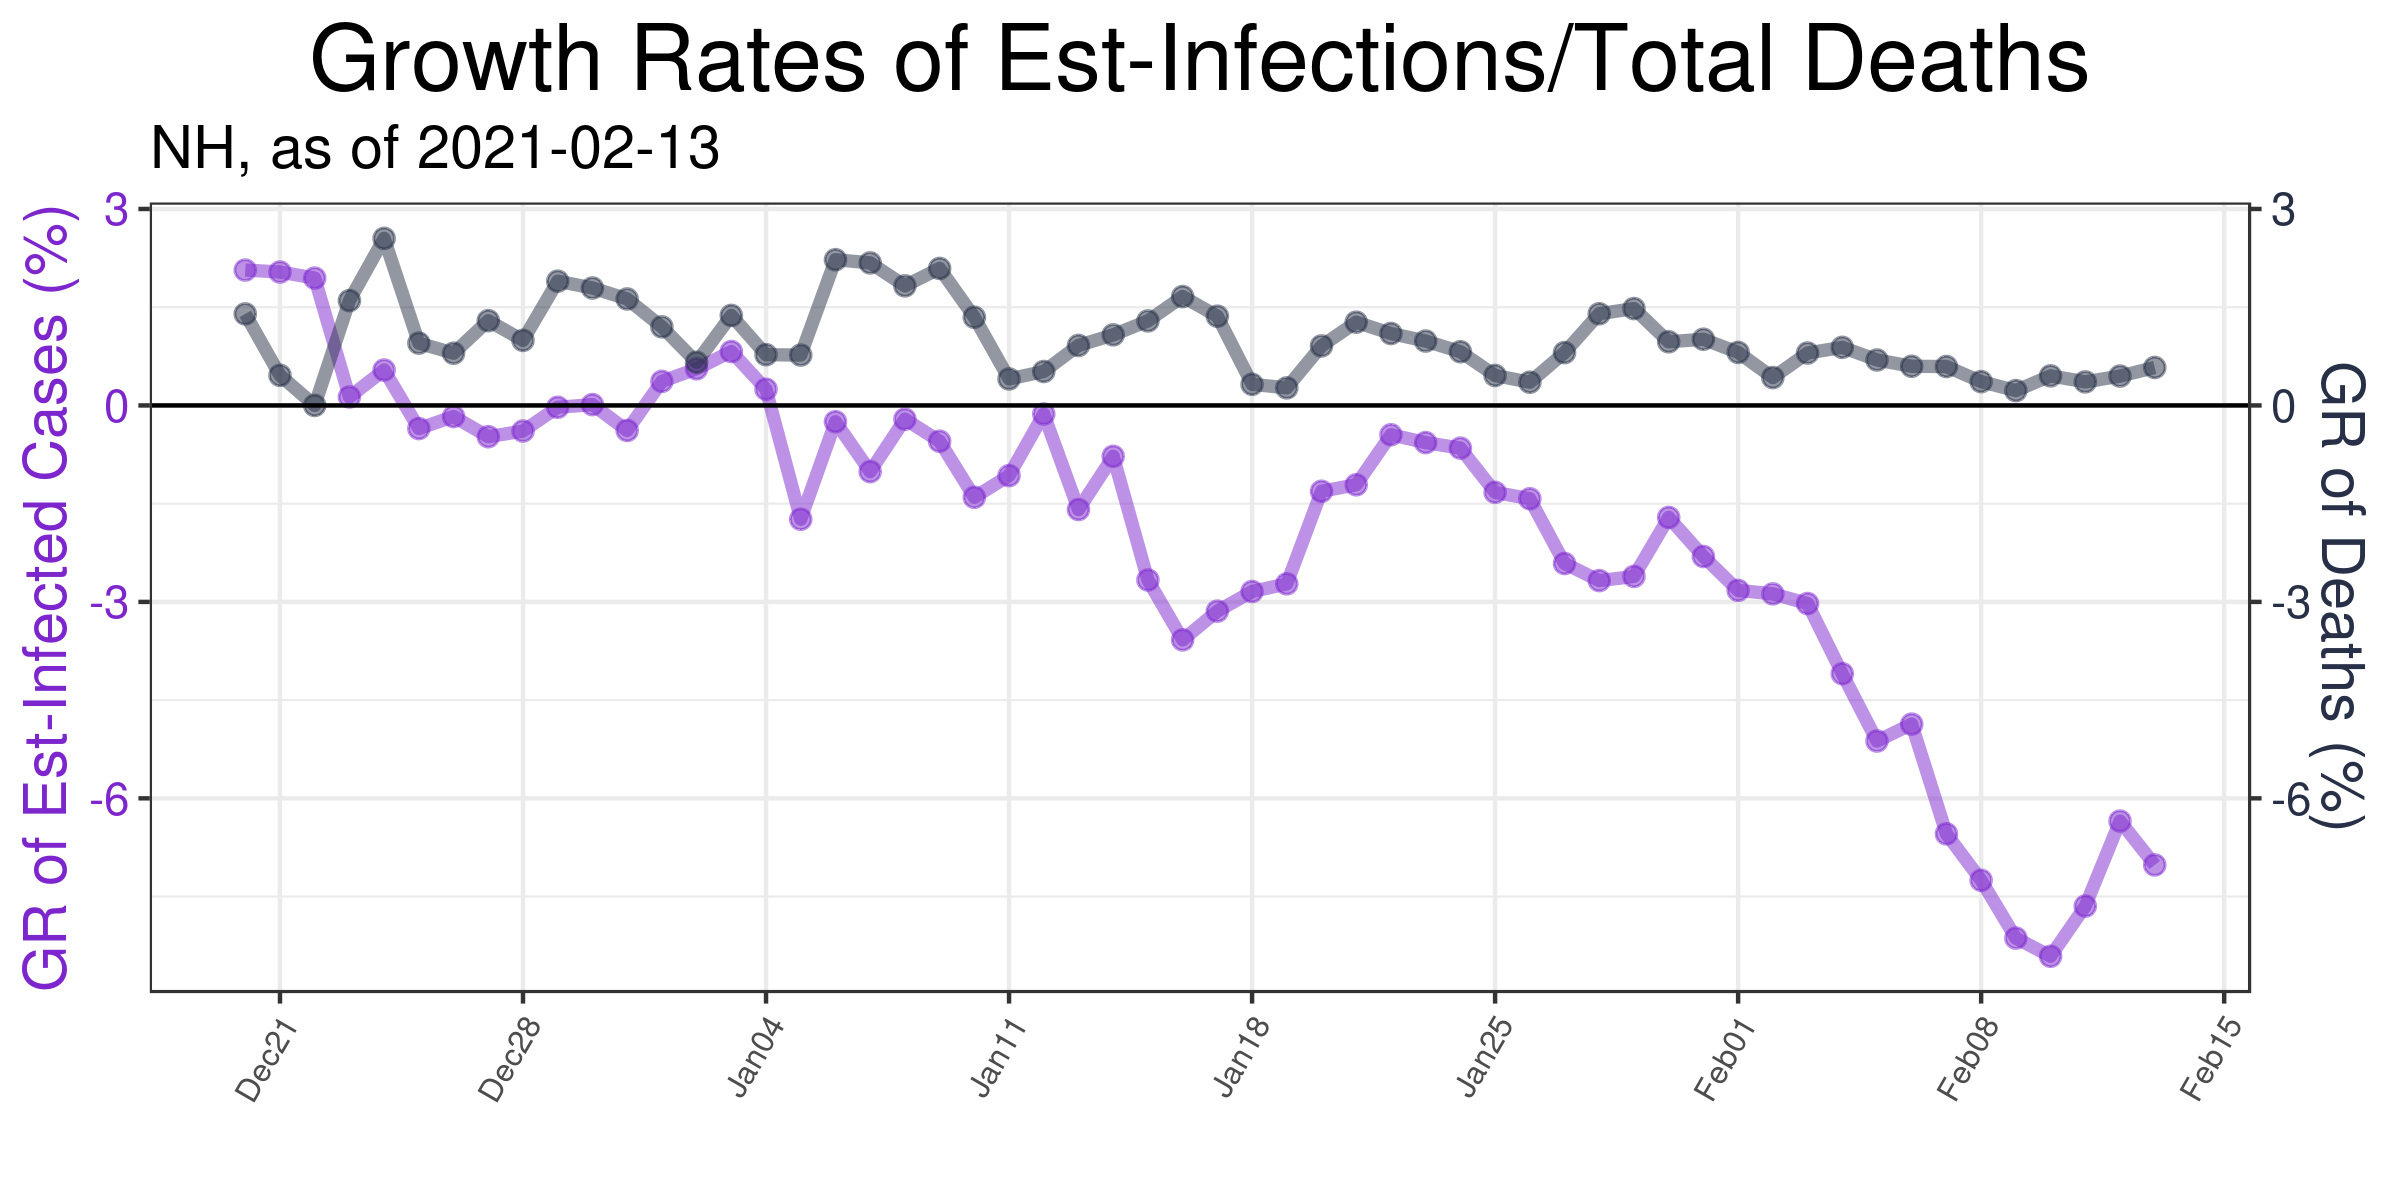 Growth Rates of Est-Infections/Total Deaths
NH, as of 2021-02-13
GR of Est-Infected Cases (%)
3
0
-3
-6
3
0
-3
-6
GR of Deaths (%)
Dec21
Dec28
Jan04
Jan11
Jan18
Jan25
Feb01
Feb08
Feb15